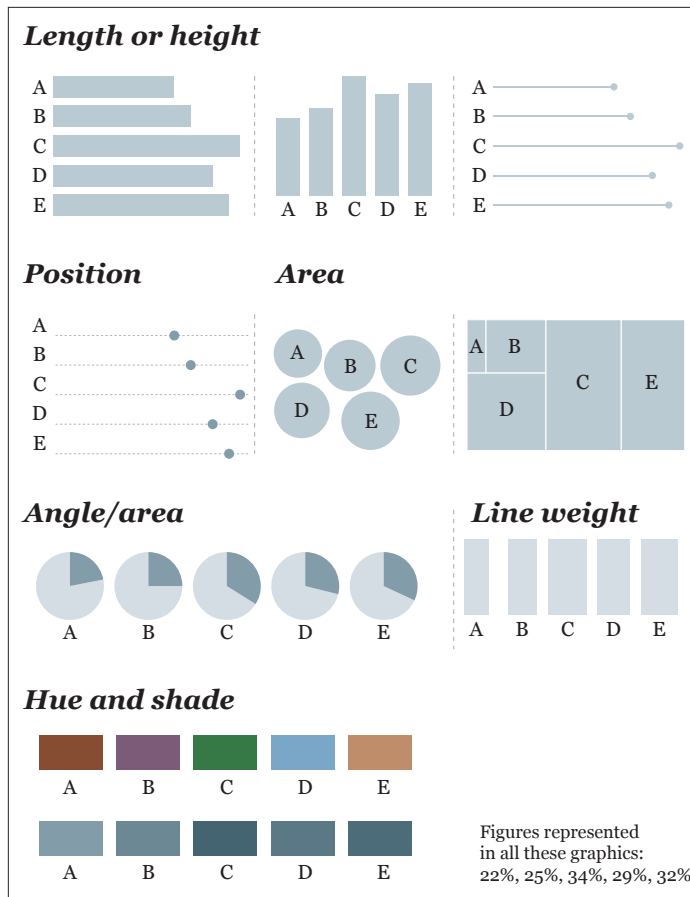 Length or height
A
B
C
D
E
A B C D E
A
B
C
D
E
Position
A
B
C
D
E
Area
A
B
C
D
E
A
B
C
D
E
Angle/area
A B C D E
Line weight
A B C D E
Hue and shade
A B C D E
A B C D E
Figures represented
in all these graphics:
22%, 25%, 34%, 29%, 32%